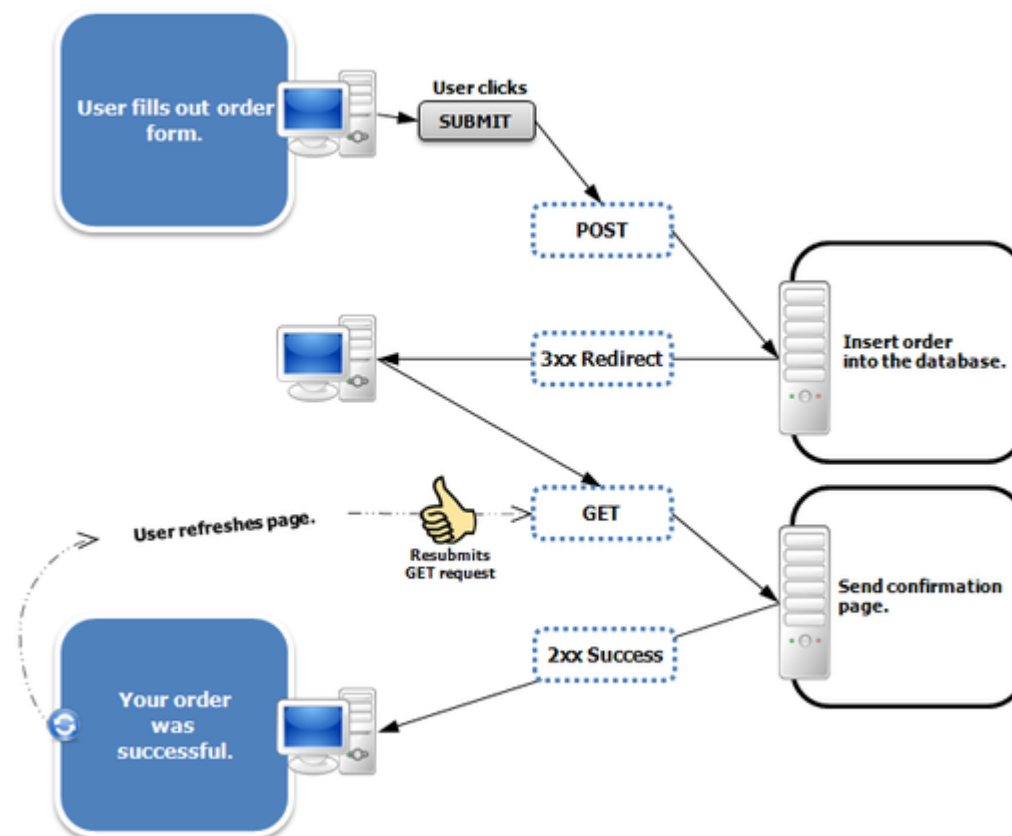 User fills out order
form.
User clicks
SUBMIT
POST
Insert order
into the database.
3xx Redirect
User refreshes page.
Resubmits
GET request
GET
Send confirmation
page.
2xx Success
Your order
was
successful.